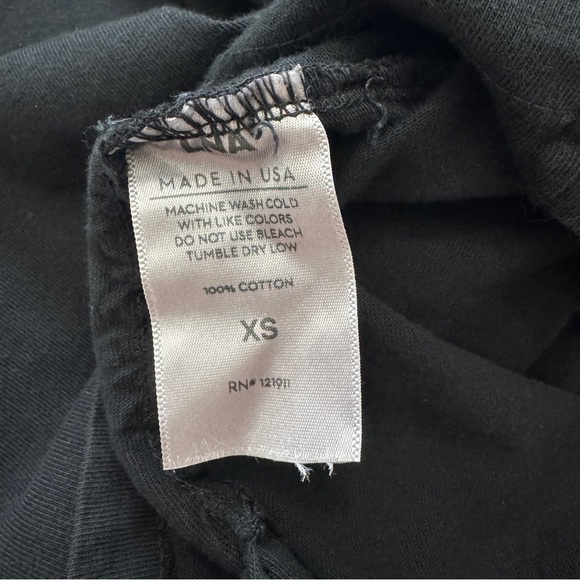 LNA
MADE IN USA
MACHINE WASH COLD
WITH LIKE COLORS
DO NOT USE BLEACH
TUMBLE DRY LOW
100% COTTON
XS
RN# 121911